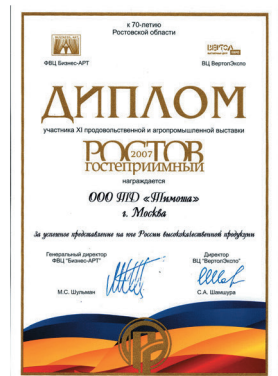 к 70-летию
Ростовской области
ФВЦ Бизнес-АРТ
ВЕРТОЛ
ВЦ ВертолЭкспо
ДИПЛОМ
участника XI продовольственной и агропромышленной выставки
РОСТОВ
2007
гостеприимный
награждается
ООО ТД «Тимоша»
г. Москва
За успешное представление на юге России высококачественной продукции
Генеральный директор
ФВЦ "Бизнес-АРТ"
Директор
ВЦ "ВертолЭкспо"
М.С. Шульман
С.А. Шамшура